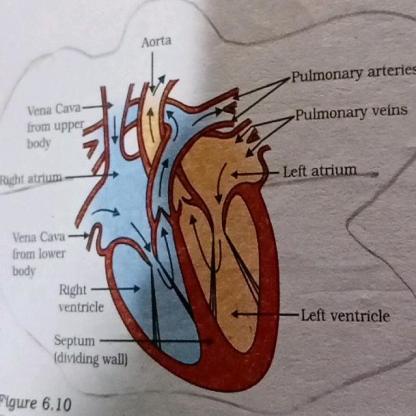 Aorta
Pulmonary arteries
Vena Cava
from upper
body
Pulmonary veins
Right atrium
Left atrium
Vena Cava
from lower
body
Right
ventricle
Left ventricle
Septum
(dividing wall)
Figure 6.10